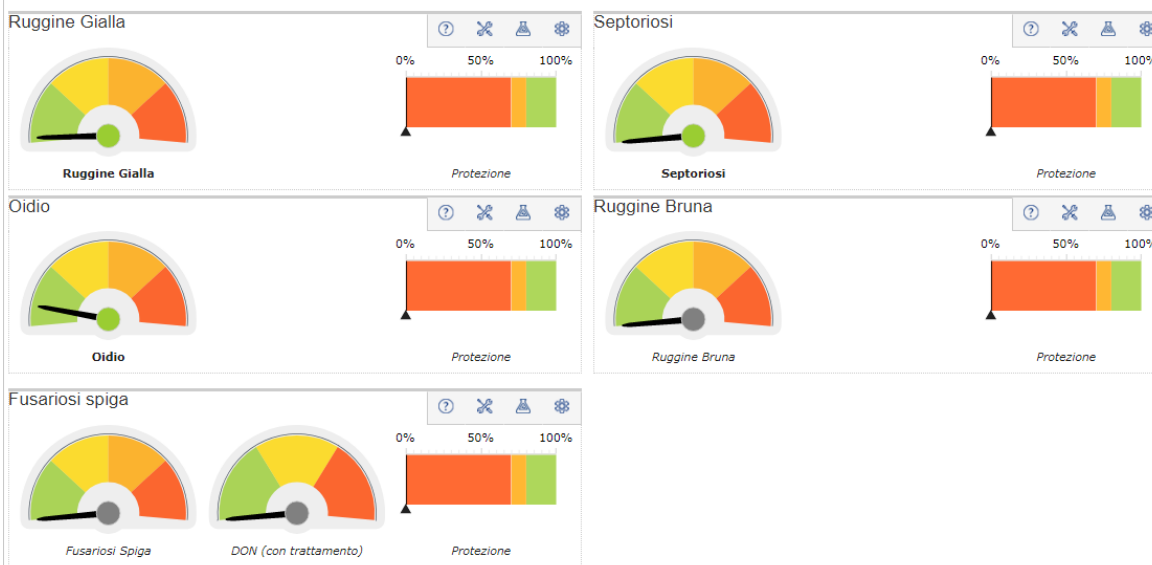 Ruggine Gialla
0% 50% 100%
Ruggine Gialla
Protezione
Septoriosi
0% 50% 100%
Septoriosi
Protezione
Oidio
0% 50% 100%
Oidio
Protezione
Ruggine Bruna
0% 50% 100%
Ruggine Bruna
Protezione
Fusariosi spiga
0% 50% 100%
Fusariosi Spiga
DON (con trattamento)
Protezione